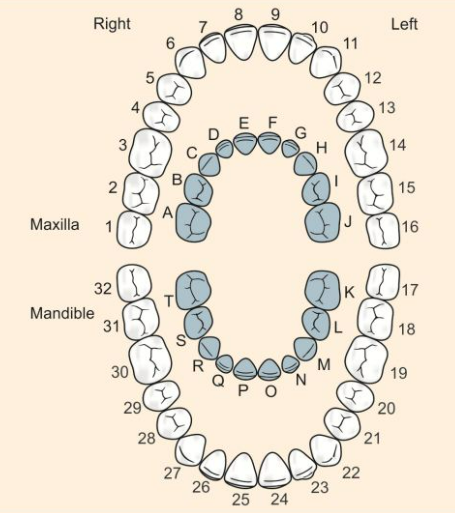 8 9
7 10
Right Left
6 11
5 12
4 13
E F
D G
3 14
C H
B I
2 15
A J
Maxilla 1 16
32 17
T K
Mandible
31 18
S L
R M
30 19
Q P O N
29 20
28 21
27 22
26 23
25 24